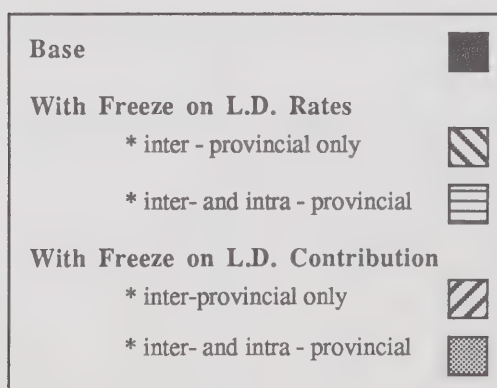 Base
With Freeze on L.D. Rates
* inter - provincial only
* inter- and intra - provincial
With Freeze on L.D. Contribution
* inter-provincial only
* inter- and intra - provincial